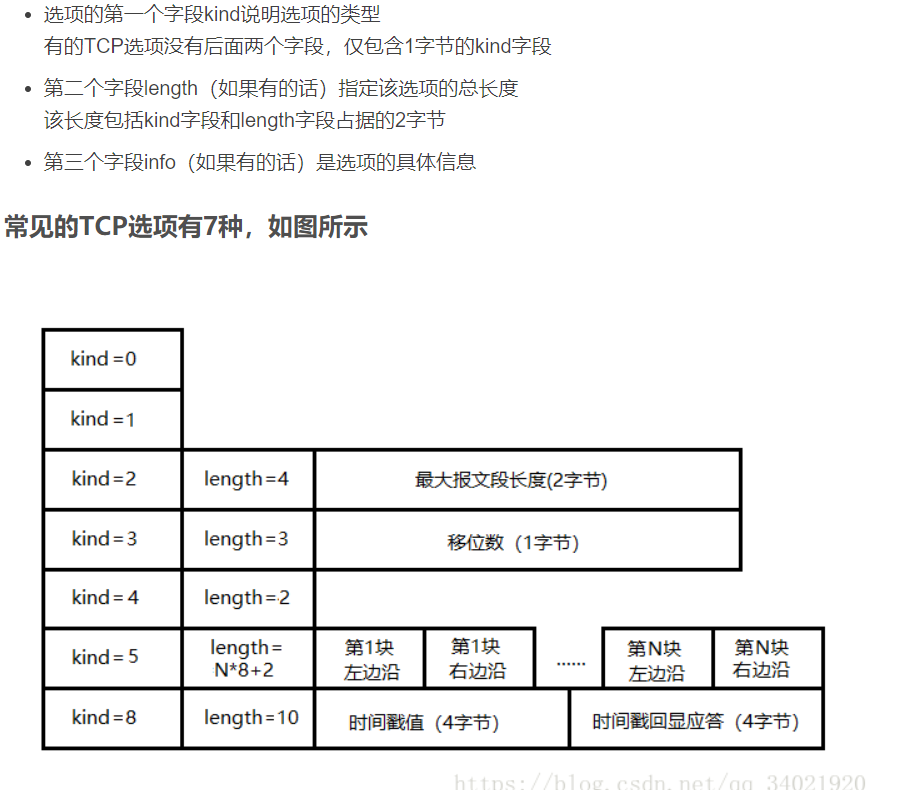 选项的第一个字段kind说明选项的类型
有的TCP选项没有后面两个字段，仅包含1字节的kind字段
第二个字段length（如果有的话）指定该选项的总长度
该长度包括kind字段和length字段占据的2字节
第三个字段info（如果有的话）是选项的具体信息
常见的TCP选项有7种，如图所示
kind=0
kind=1
kind=2 length=4 最大报文段长度(2字节)
kind=3 length=3 移位数（1字节）
kind=4 length=2
kind=5 length=N*8+2 第1块左边沿 第1块右边沿 …… 第N块左边沿 第N块右边沿
kind=8 length=10 时间戳值（4字节） 时间戳回显应答（4字节）
https://blog.csdn.net/qq_34021920